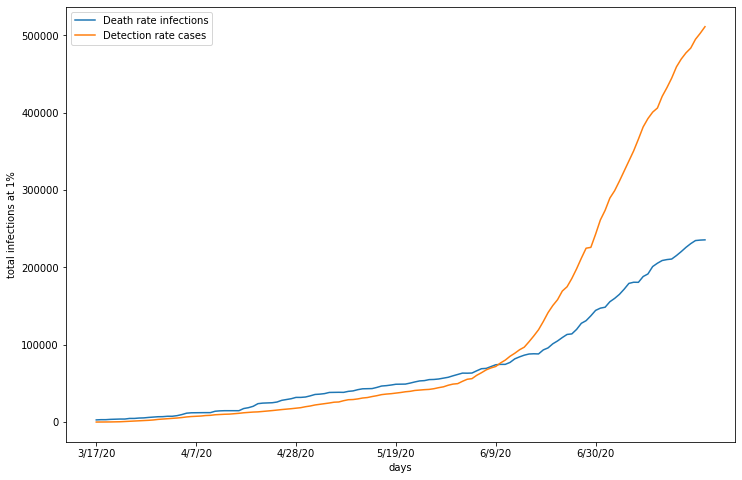 Death rate infections
Detection rate cases
500000
400000
300000
200000
100000
0
total infections at 1%
3/17/20 4/7/20 4/28/20 5/19/20 6/9/20 6/30/20
days